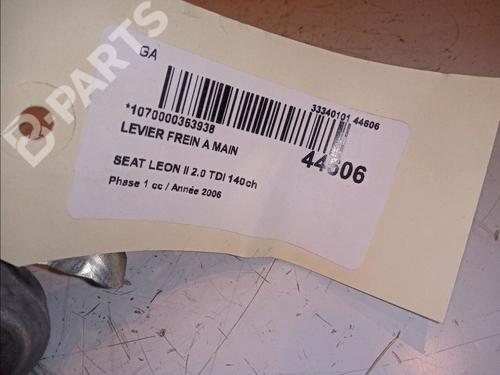 B-PARTS
GA
*1070000363938
33340101 44606
LEVIER FREIN A MAIN
44606
SEAT LEON II 2.0 TDI 140ch
Phase 1 cc / Année 2006